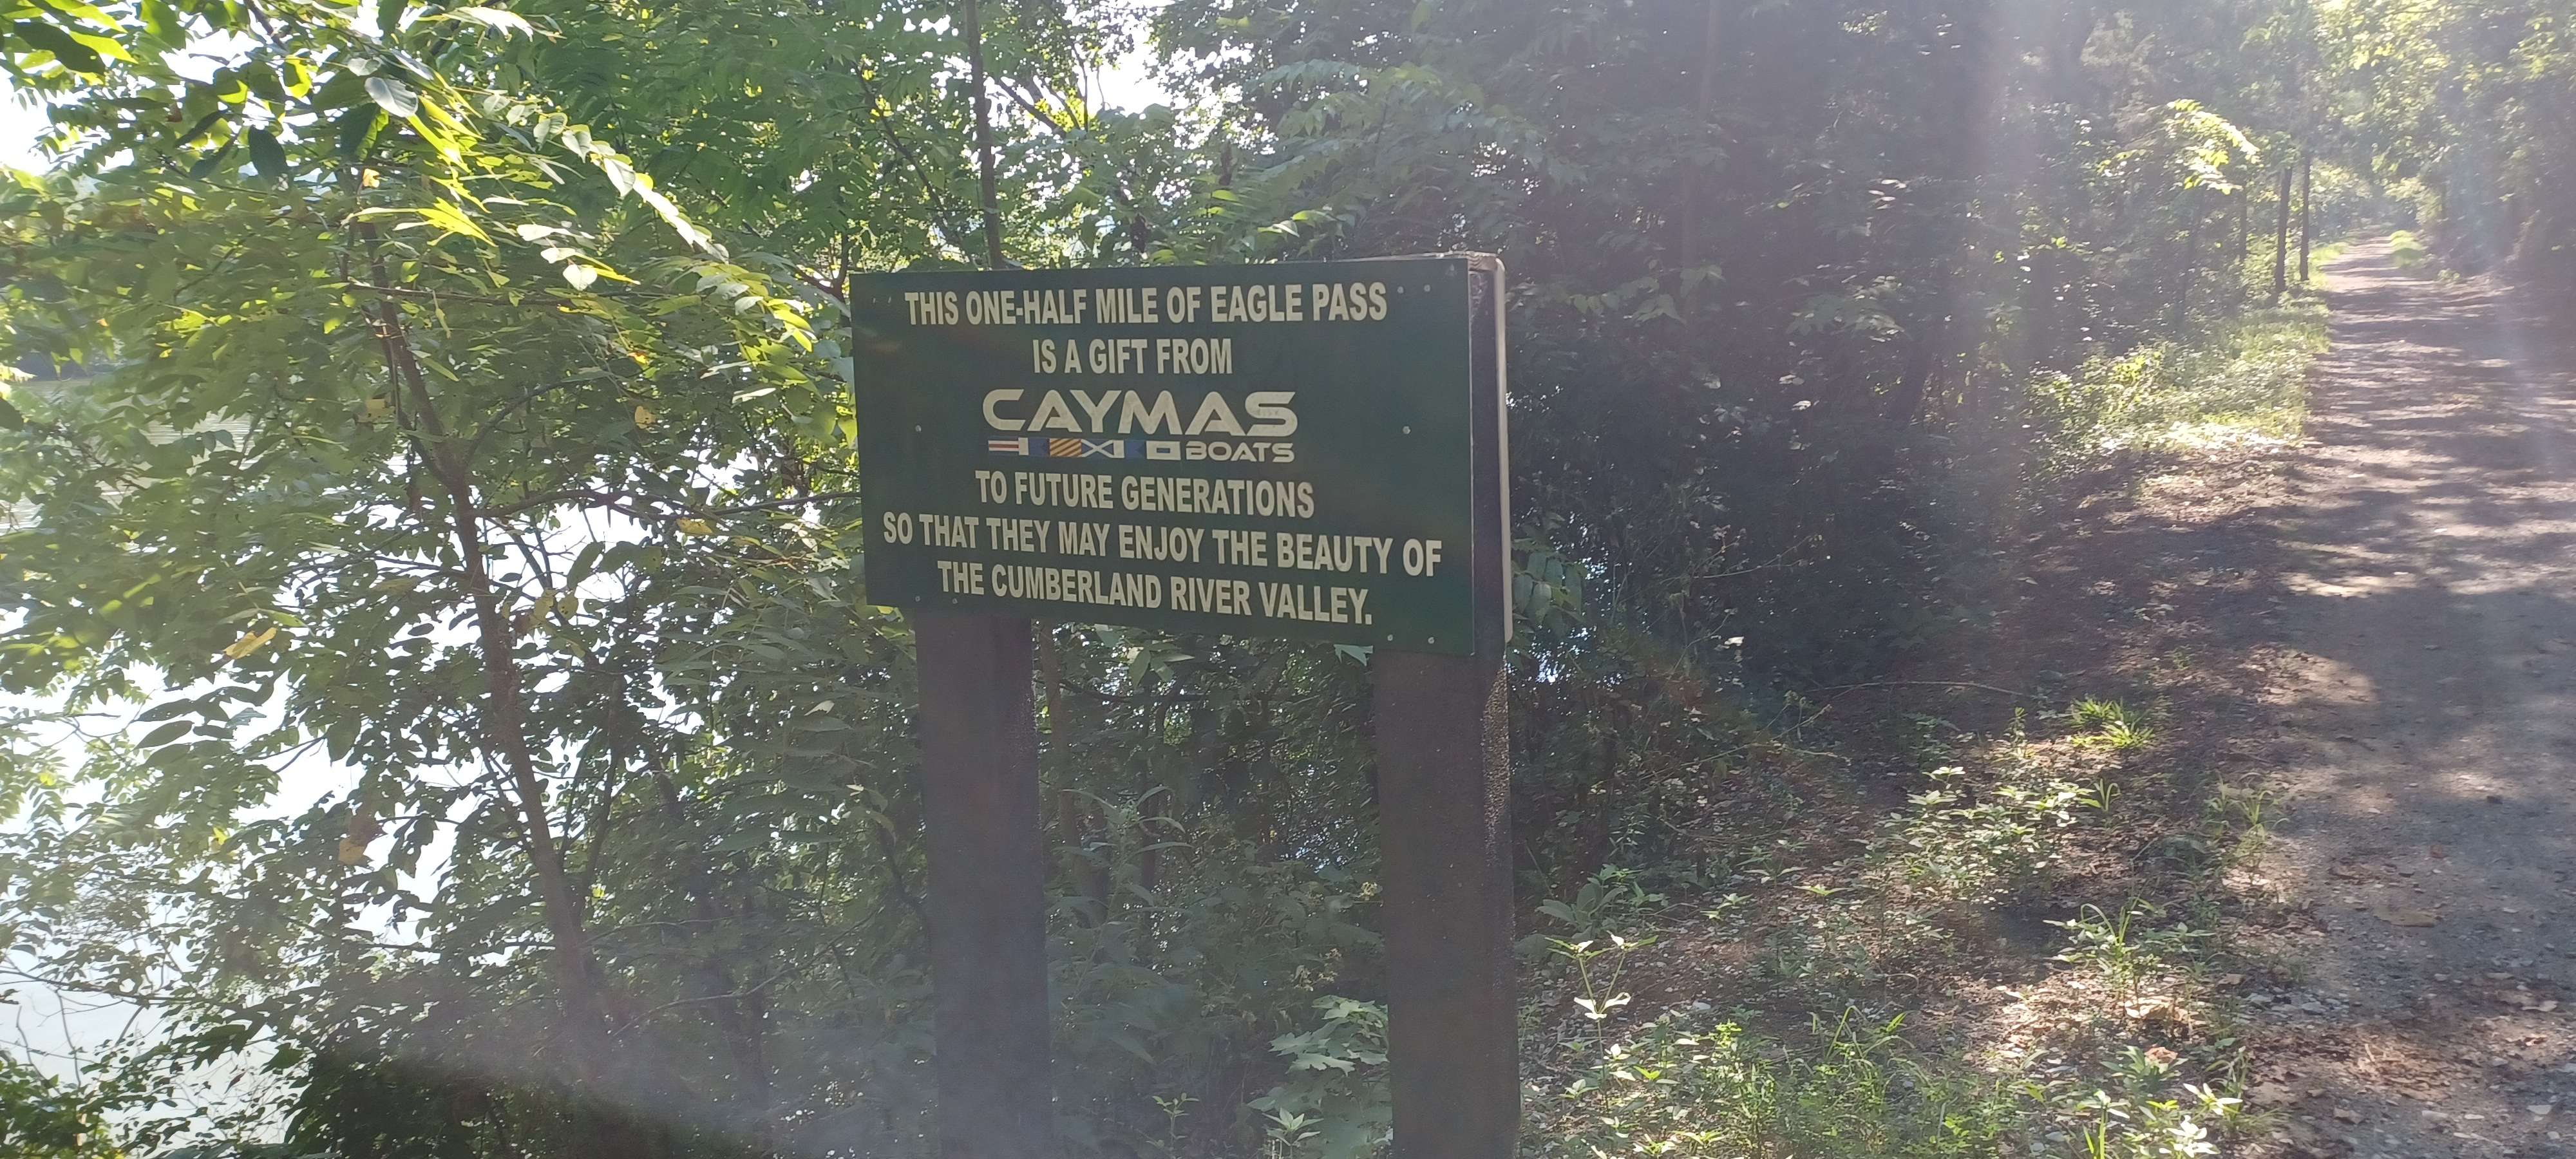 THIS ONE-HALF MILE OF EAGLE PASS
IS A GIFT FROM
CAYMAS
BOATS
TO FUTURE GENERATIONS
SO THAT THEY MAY ENJOY THE BEAUTY OF
THE CUMBERLAND RIVER VALLEY.